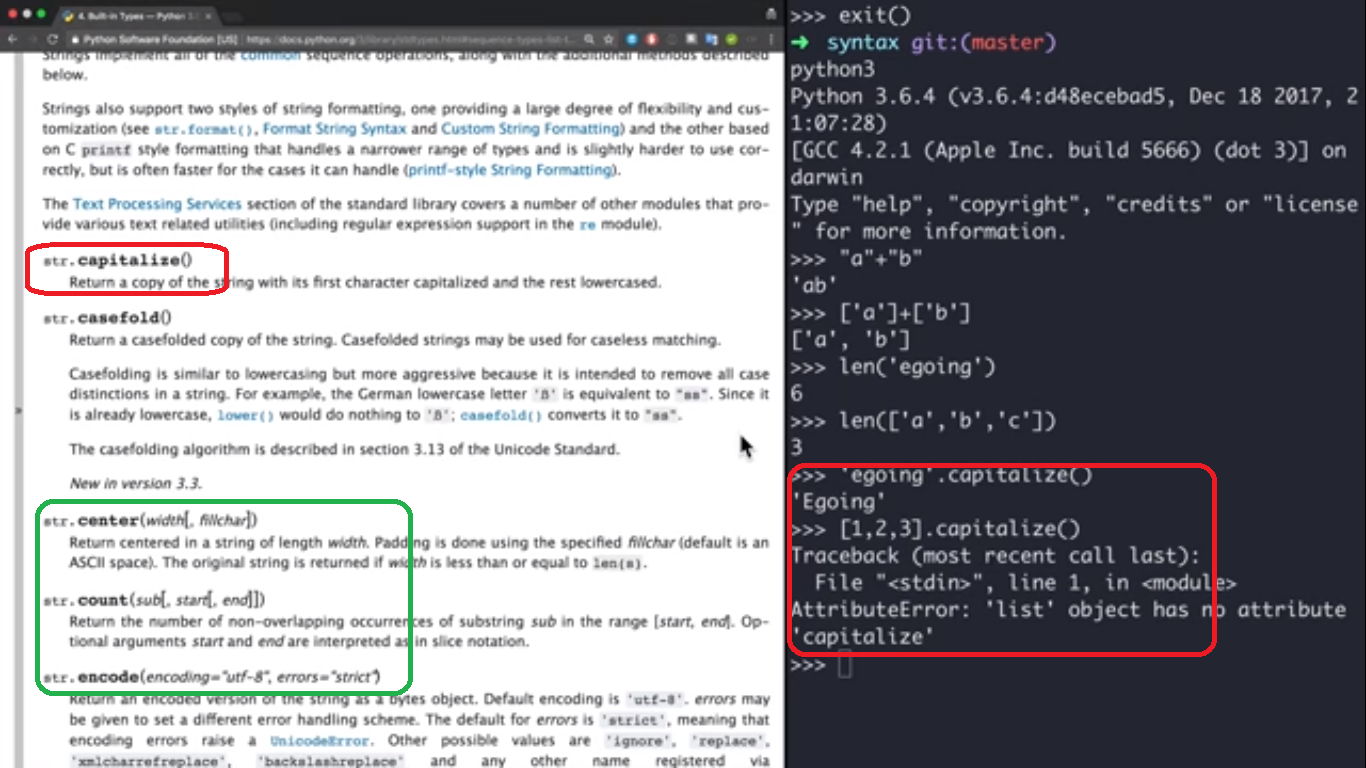 4. Built-in Types — Python 3.
Python Software Foundation [US] https://docs.python.org/3/library/stdtypes.html#sequence-types-list-t...
Strings implement all of the common sequence operations, along with the additional methods described
below.
Strings also support two styles of string formatting, one providing a large degree of flexibility and cus-
tomization (see str.format(), Format String Syntax and Custom String Formatting) and the other based
on C printf style formatting that handles a narrower range of types and is slightly harder to use cor-
rectly, but is often faster for the cases it can handle (printf-style String Formatting).
The Text Processing Services section of the standard library covers a number of other modules that pro-
vide various text related utilities (including regular expression support in the re module).
str.capitalize()
Return a copy of the string with its first character capitalized and the rest lowercased.
str.casefold()
Return a casefolded copy of the string. Casefolded strings may be used for caseless matching.
Casefolding is similar to lowercasing but more aggressive because it is intended to remove all case
distinctions in a string. For example, the German lowercase letter 'ß' is equivalent to "ss". Since it
is already lowercase, lower() would do nothing to 'ß'; casefold() converts it to "ss".
The casefolding algorithm is described in section 3.13 of the Unicode Standard.
New in version 3.3.
str.center(width[, fillchar])
Return centered in a string of length width. Padding is done using the specified fillchar (default is an
ASCII space). The original string is returned if width is less than or equal to len(s).
str.count(sub[, start[, end]])
Return the number of non-overlapping occurrences of substring sub in the range [start, end]. Op-
tional arguments start and end are interpreted as in slice notation.
str.encode(encoding="utf-8", errors="strict")
Return an encoded version of the string as a bytes object. Default encoding is 'utf-8'. errors may
be given to set a different error handling scheme. The default for errors is 'strict', meaning that
encoding errors raise a UnicodeError. Other possible values are 'ignore', 'replace',
'xmlcharrefreplace', 'backslashreplace' and any other name registered via
>>> exit()
➜ syntax git:(master)
python3
Python 3.6.4 (v3.6.4:d48ecebad5, Dec 18 2017, 2
1:07:28)
[GCC 4.2.1 (Apple Inc. build 5666) (dot 3)] on
darwin
Type "help", "copyright", "credits" or "license
" for more information.
>>> "a"+"b"
'ab'
>>> ['a']+['b']
['a', 'b']
>>> len('egoing')
6
>>> len(['a','b','c'])
3
>>> 'egoing'.capitalize()
'Egoing'
>>> [1,2,3].capitalize()
Traceback (most recent call last):
  File "<stdin>", line 1, in <module>
AttributeError: 'list' object has no attribute
'capitalize'
>>>